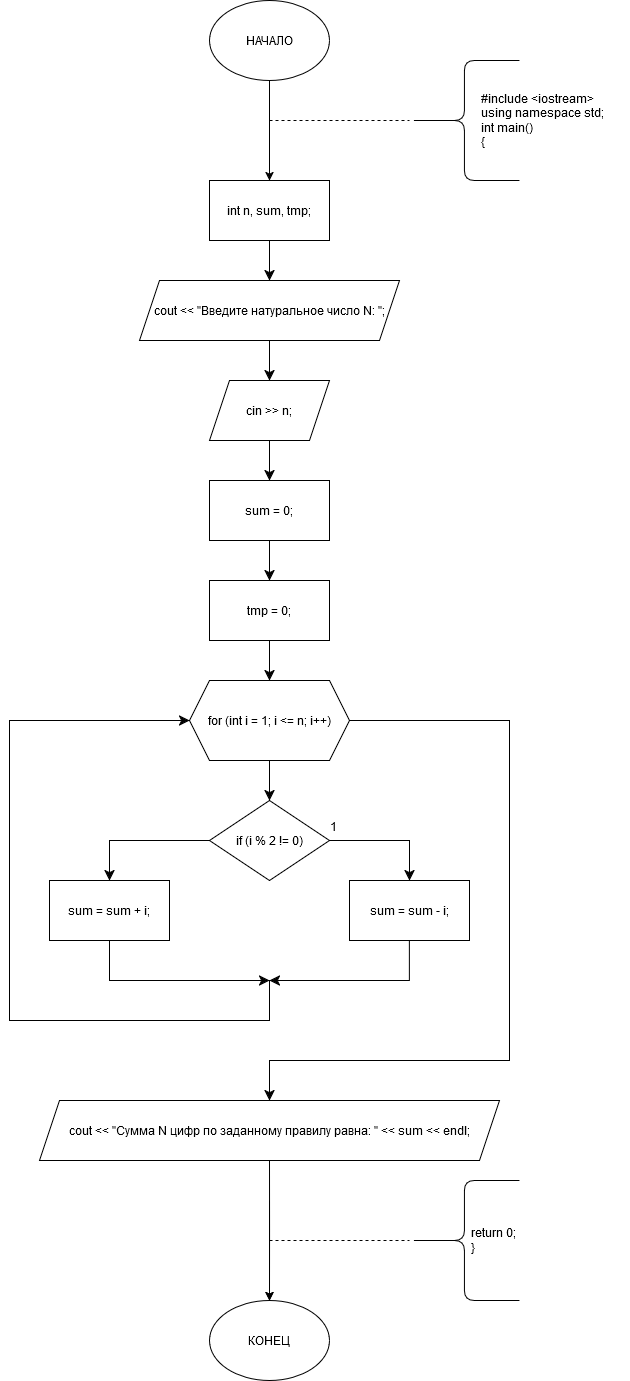 НАЧАЛО
#include <iostream>
using namespace std;
int main()
{
int n, sum, tmp;
cout << "Введите натуральное число N: ";
cin >> n;
sum = 0;
tmp = 0;
for (int i = 1; i <= n; i++)
if (i % 2 != 0)
1
sum = sum + i;
sum = sum - i;
cout << "Сумма N цифр по заданному правилу равна: " << sum << endl;
return 0;
}
КОНЕЦ